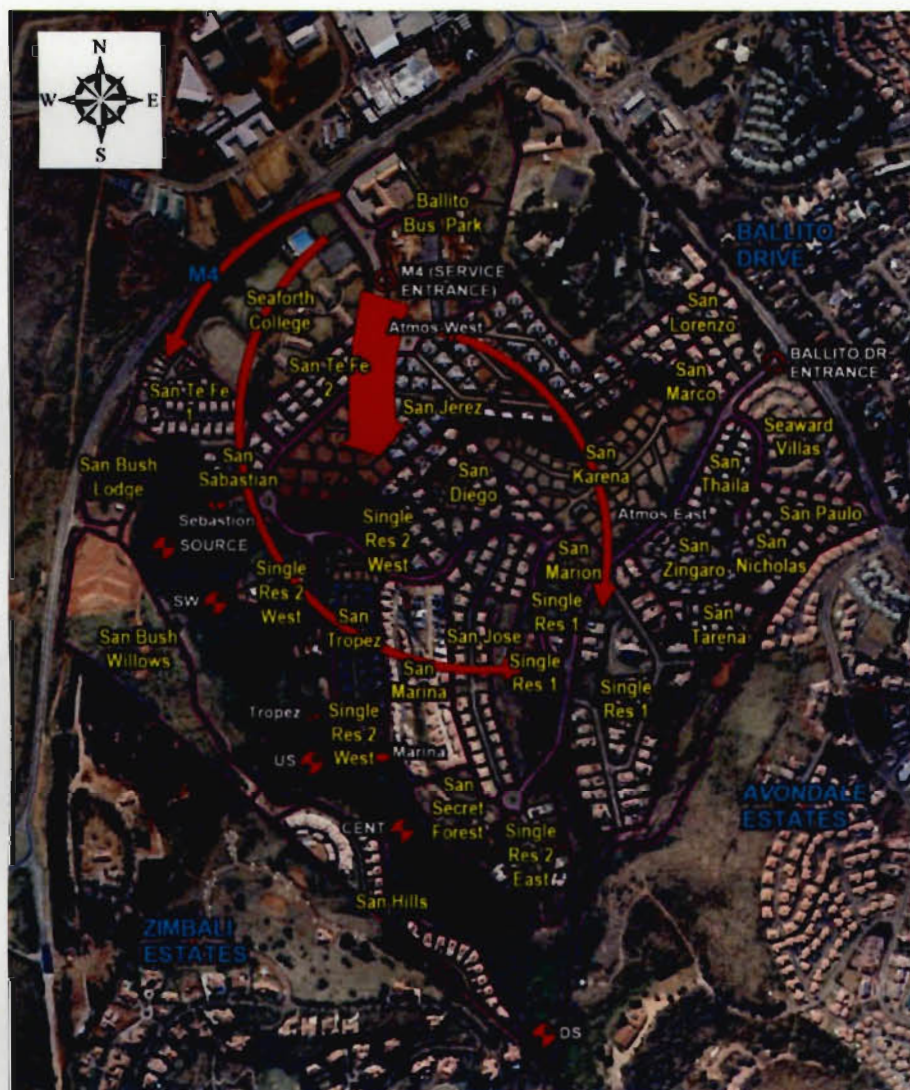 N
W E
S
Ballito
Bus Park
M4
M4 (SERVICE
ENTRANCE)
BALLITO
DRIVE
Seaforth
College
Atmos West
San
Lorenzo
BALLITO DR
ENTRANCE
San Te Fe
1
San Te Fe
2
San Jerez
San
Marco
Seaward
Villas
San Bush
Lodge
San
Sabastian
San
Diego
San
Karena
San
Thaila
Sebastion
SOURCE
Single
Res 2
West
Atmos East
San Paulo
SW
Single
Res 2
West
San
Marion
San
Zingaro
San
Nicholas
San Bush
Willows
San
Tropez
San Jose
Single
Res 1
San
Tarena
San
Marina
Single
Res 1
Single
Res 1
Tropez
Single
Res 2
West
Marina
US
CENT
San
Secret
Forest
Single
Res 2
East
AVONDALE
ESTATES
San Hills
ZIMBALI
ESTATES
DS